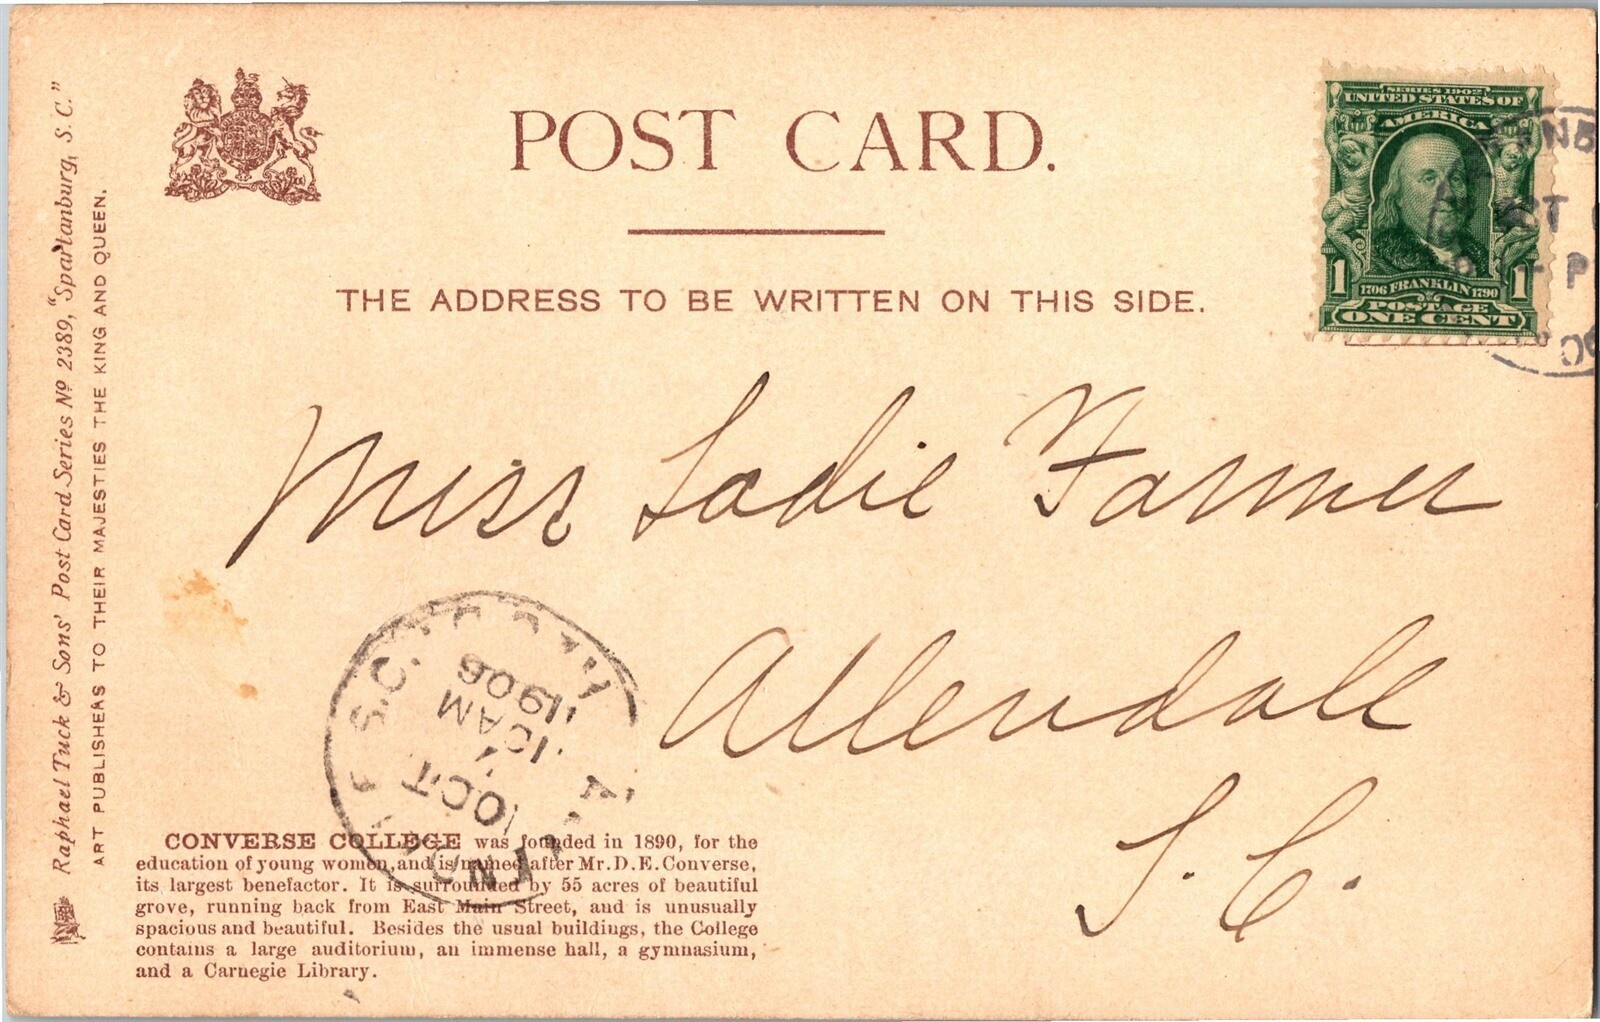 POST CARD.
THE ADDRESS TO BE WRITTEN ON THIS SIDE.
SERIES 1902
UNITED STATES OF
AMERICA
1 1706 FRANKLIN 1790 1
POSTAGE
ONE CENT
Miss Sadie Farmer
Allendale
S. C.
OCT
10 AM
1906
S.C.
CONVERSE COLLEGE was founded in 1890, for the
education of young women, and is named after Mr. D. E. Converse,
its largest benefactor. It is surrounded by 55 acres of beautiful
grove, running back from East Main Street, and is unusually
spacious and beautiful. Besides the usual buildings, the College
contains a large auditorium, an immense hall, a gymnasium,
and a Carnegie Library.
Raphael Tuck & Sons' Post Card Series Nº 2389, "Spartanburg, S. C."
ART PUBLISHERS TO THEIR MAJESTIES THE KING AND QUEEN.